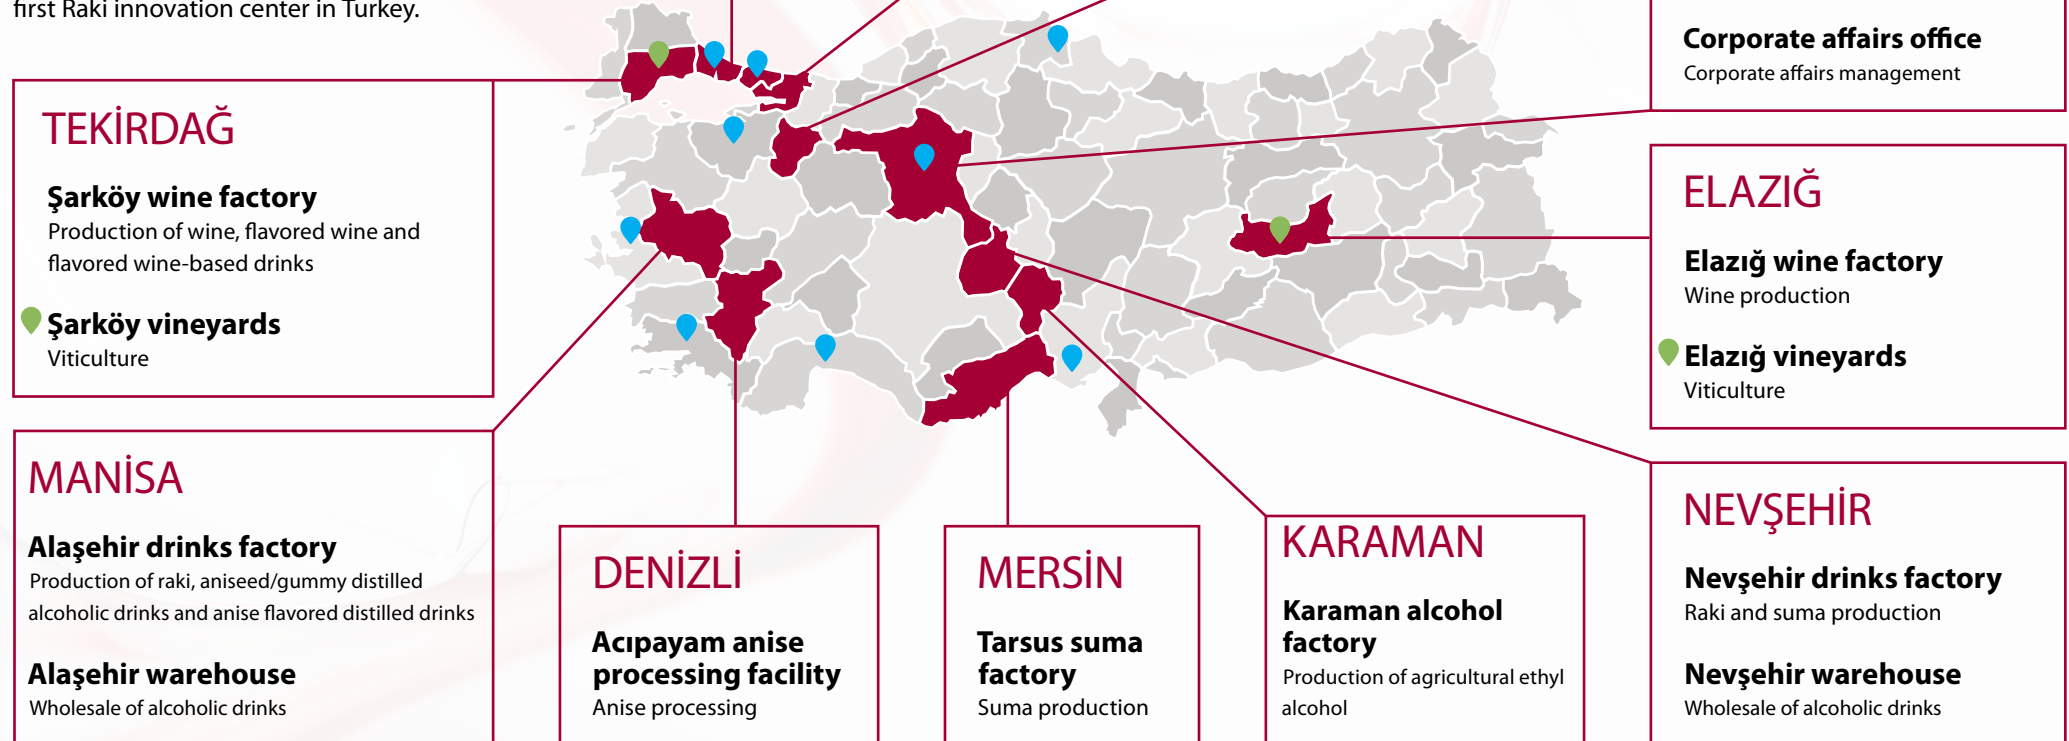 first Raki innovation center in Turkey.
Corporate affairs office
Corporate affairs management
TEKİRDAĞ
Şarköy wine factory
Production of wine, flavored wine and
flavored wine-based drinks
Şarköy vineyards
Viticulture
ELAZIĞ
Elazığ wine factory
Wine production
Elazığ vineyards
Viticulture
MANİSA
Alaşehir drinks factory
Production of raki, aniseed/gummy distilled
alcoholic drinks and anise flavored distilled drinks
Alaşehir warehouse
Wholesale of alcoholic drinks
DENİZLİ
Acıpayam anise
processing facility
Anise processing
MERSİN
Tarsus suma
factory
Suma production
KARAMAN
Karaman alcohol
factory
Production of agricultural ethyl
alcohol
NEVŞEHİR
Nevşehir drinks factory
Raki and suma production
Nevşehir warehouse
Wholesale of alcoholic drinks